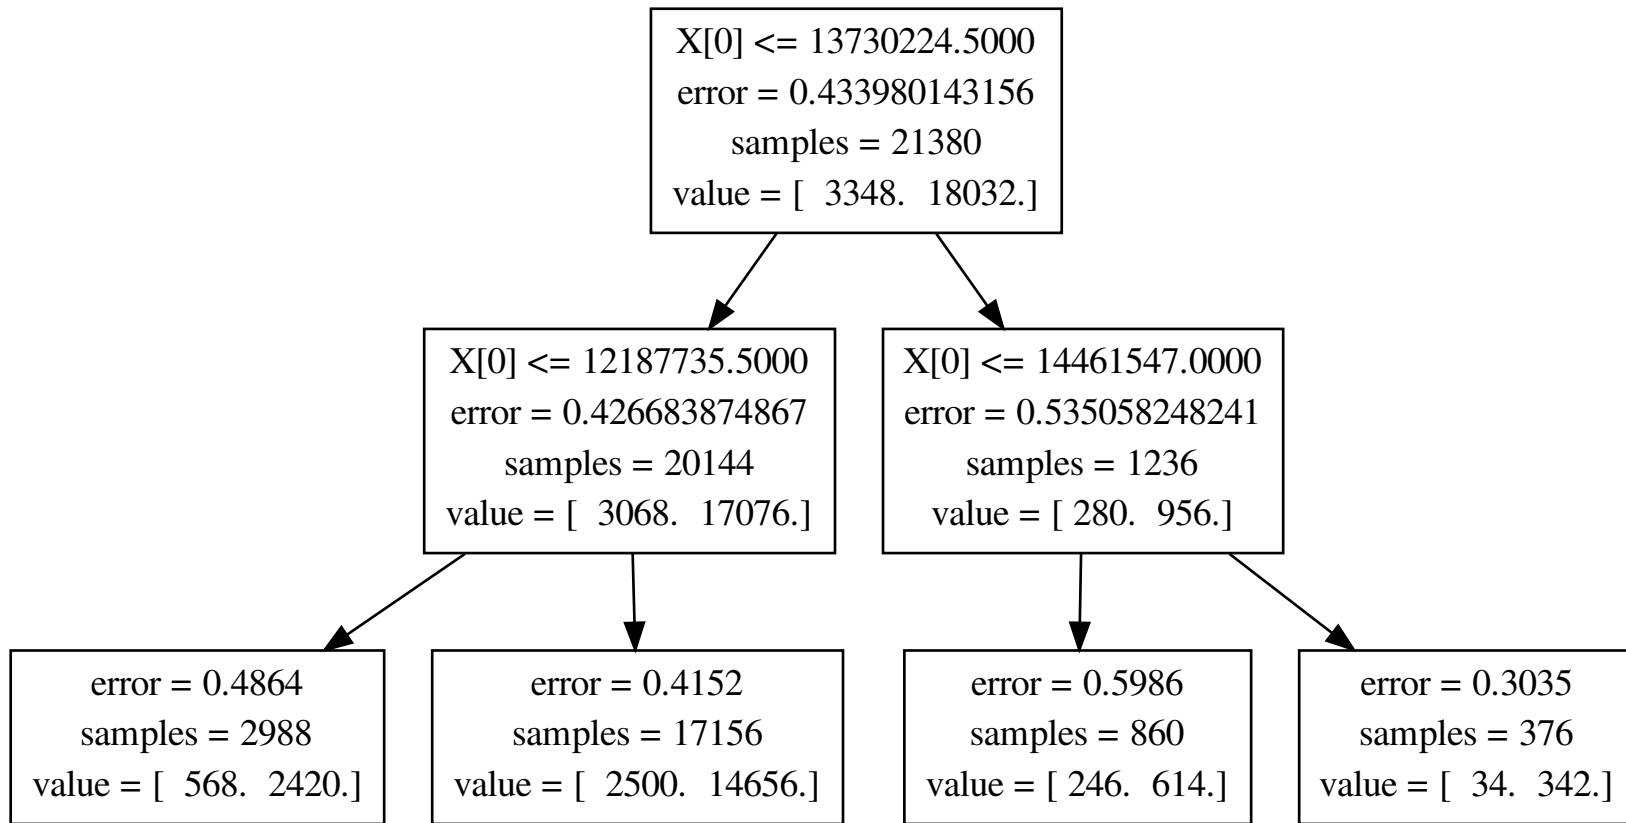 X[0] <= 13730224.5000
error = 0.433980143156
samples = 21380
value = [  3348.  18032.]
X[0] <= 12187735.5000
error = 0.426683874867
samples = 20144
value = [  3068.  17076.]
X[0] <= 14461547.0000
error = 0.535058248241
samples = 1236
value = [ 280.  956.]
error = 0.4864
samples = 2988
value = [  568.  2420.]
error = 0.4152
samples = 17156
value = [  2500.  14656.]
error = 0.5986
samples = 860
value = [ 246.  614.]
error = 0.3035
samples = 376
value = [  34.  342.]